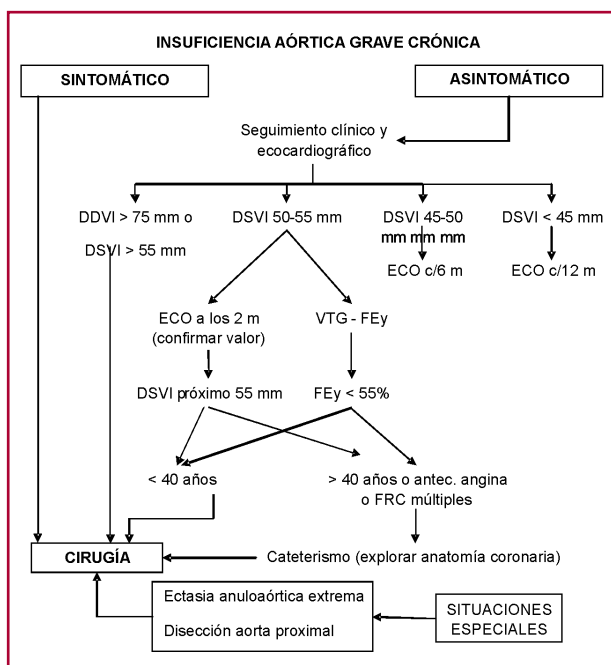 INSUFICIENCIA AÓRTICA GRAVE CRÓNICA
SINTOMÁTICO
ASINTOMÁTICO
Seguimiento clínico y
ecocardiográfico
DDVI > 75 mm o
DSVI > 55 mm
DSVI 50-55 mm
DSVI 45-50
mm mm mm
DSVI < 45 mm
ECO c/6 m
ECO c/12 m
ECO a los 2 m
(confirmar valor)
VTG - FEy
DSVI próximo 55 mm
FEy < 55%
< 40 años
> 40 años o antec. angina
o FRC múltiples
CIRUGÍA
Cateterismo (explorar anatomía coronaria)
Ectasia anuloaórtica extrema
Disección aorta proximal
SITUACIONES
ESPECIALES